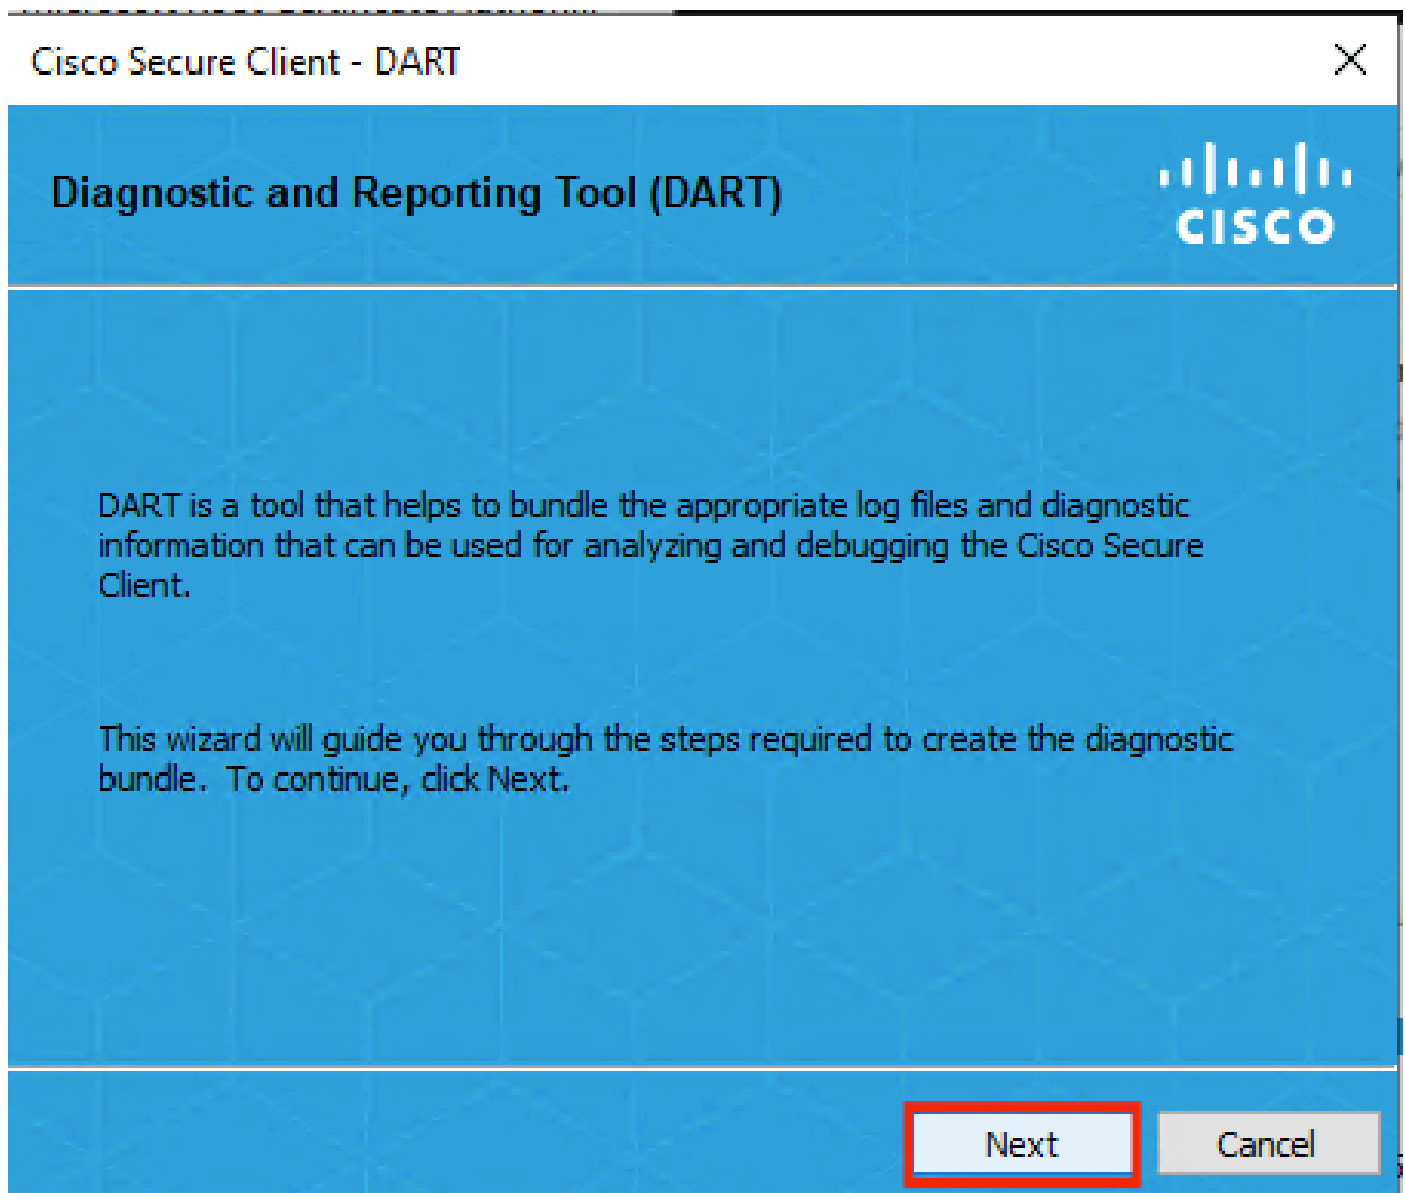 Cisco Secure Client - DART
Diagnostic and Reporting Tool (DART)
CISCO
DART is a tool that helps to bundle the appropriate log files and diagnostic
information that can be used for analyzing and debugging the Cisco Secure
Client.
This wizard will guide you through the steps required to create the diagnostic
bundle.  To continue, click Next.
Next
Cancel